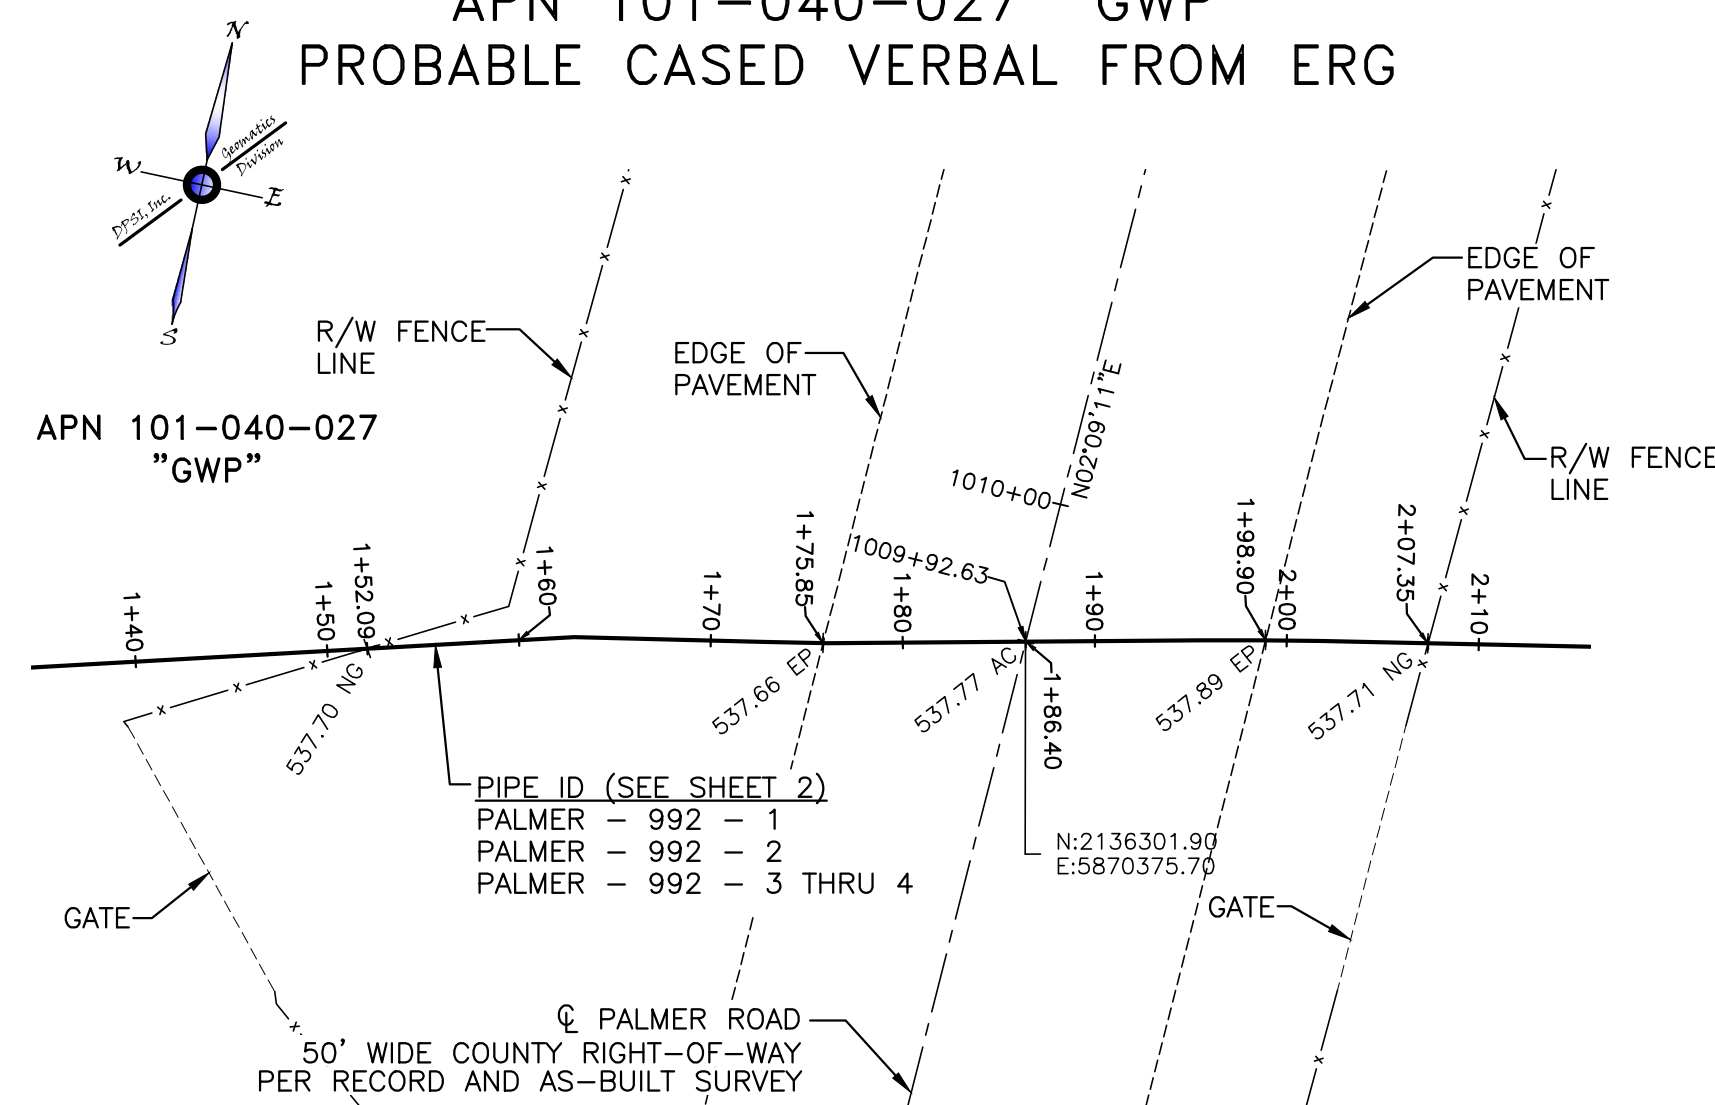 APN 101-040-027 "GWP"
PROBABLE CASED VERBAL FROM ERG
N
W
E
S
Geomatics
Division
DPSI, Inc.
R/W FENCE
LINE
EDGE OF
PAVEMENT
EDGE OF
PAVEMENT
R/W FENCE
LINE
APN 101-040-027
"GWP"
N02°09'11"E
1010+00
1009+92.63
1+40
1+50
1+52.09
1+60
1+70
1+75.85
1+80
1+90
1+98.90
2+00
2+07.35
2+10
537.70 NG
537.66 EP
537.77 AC
1+86.40
537.89 EP
537.71 NG
PIPE ID (SEE SHEET 2)
PALMER - 992 - 1
PALMER - 992 - 2
PALMER - 992 - 3 THRU 4
N:2136301.90
E:5870375.70
GATE
GATE
℄ PALMER ROAD
50' WIDE COUNTY RIGHT-OF-WAY
PER RECORD AND AS-BUILT SURVEY